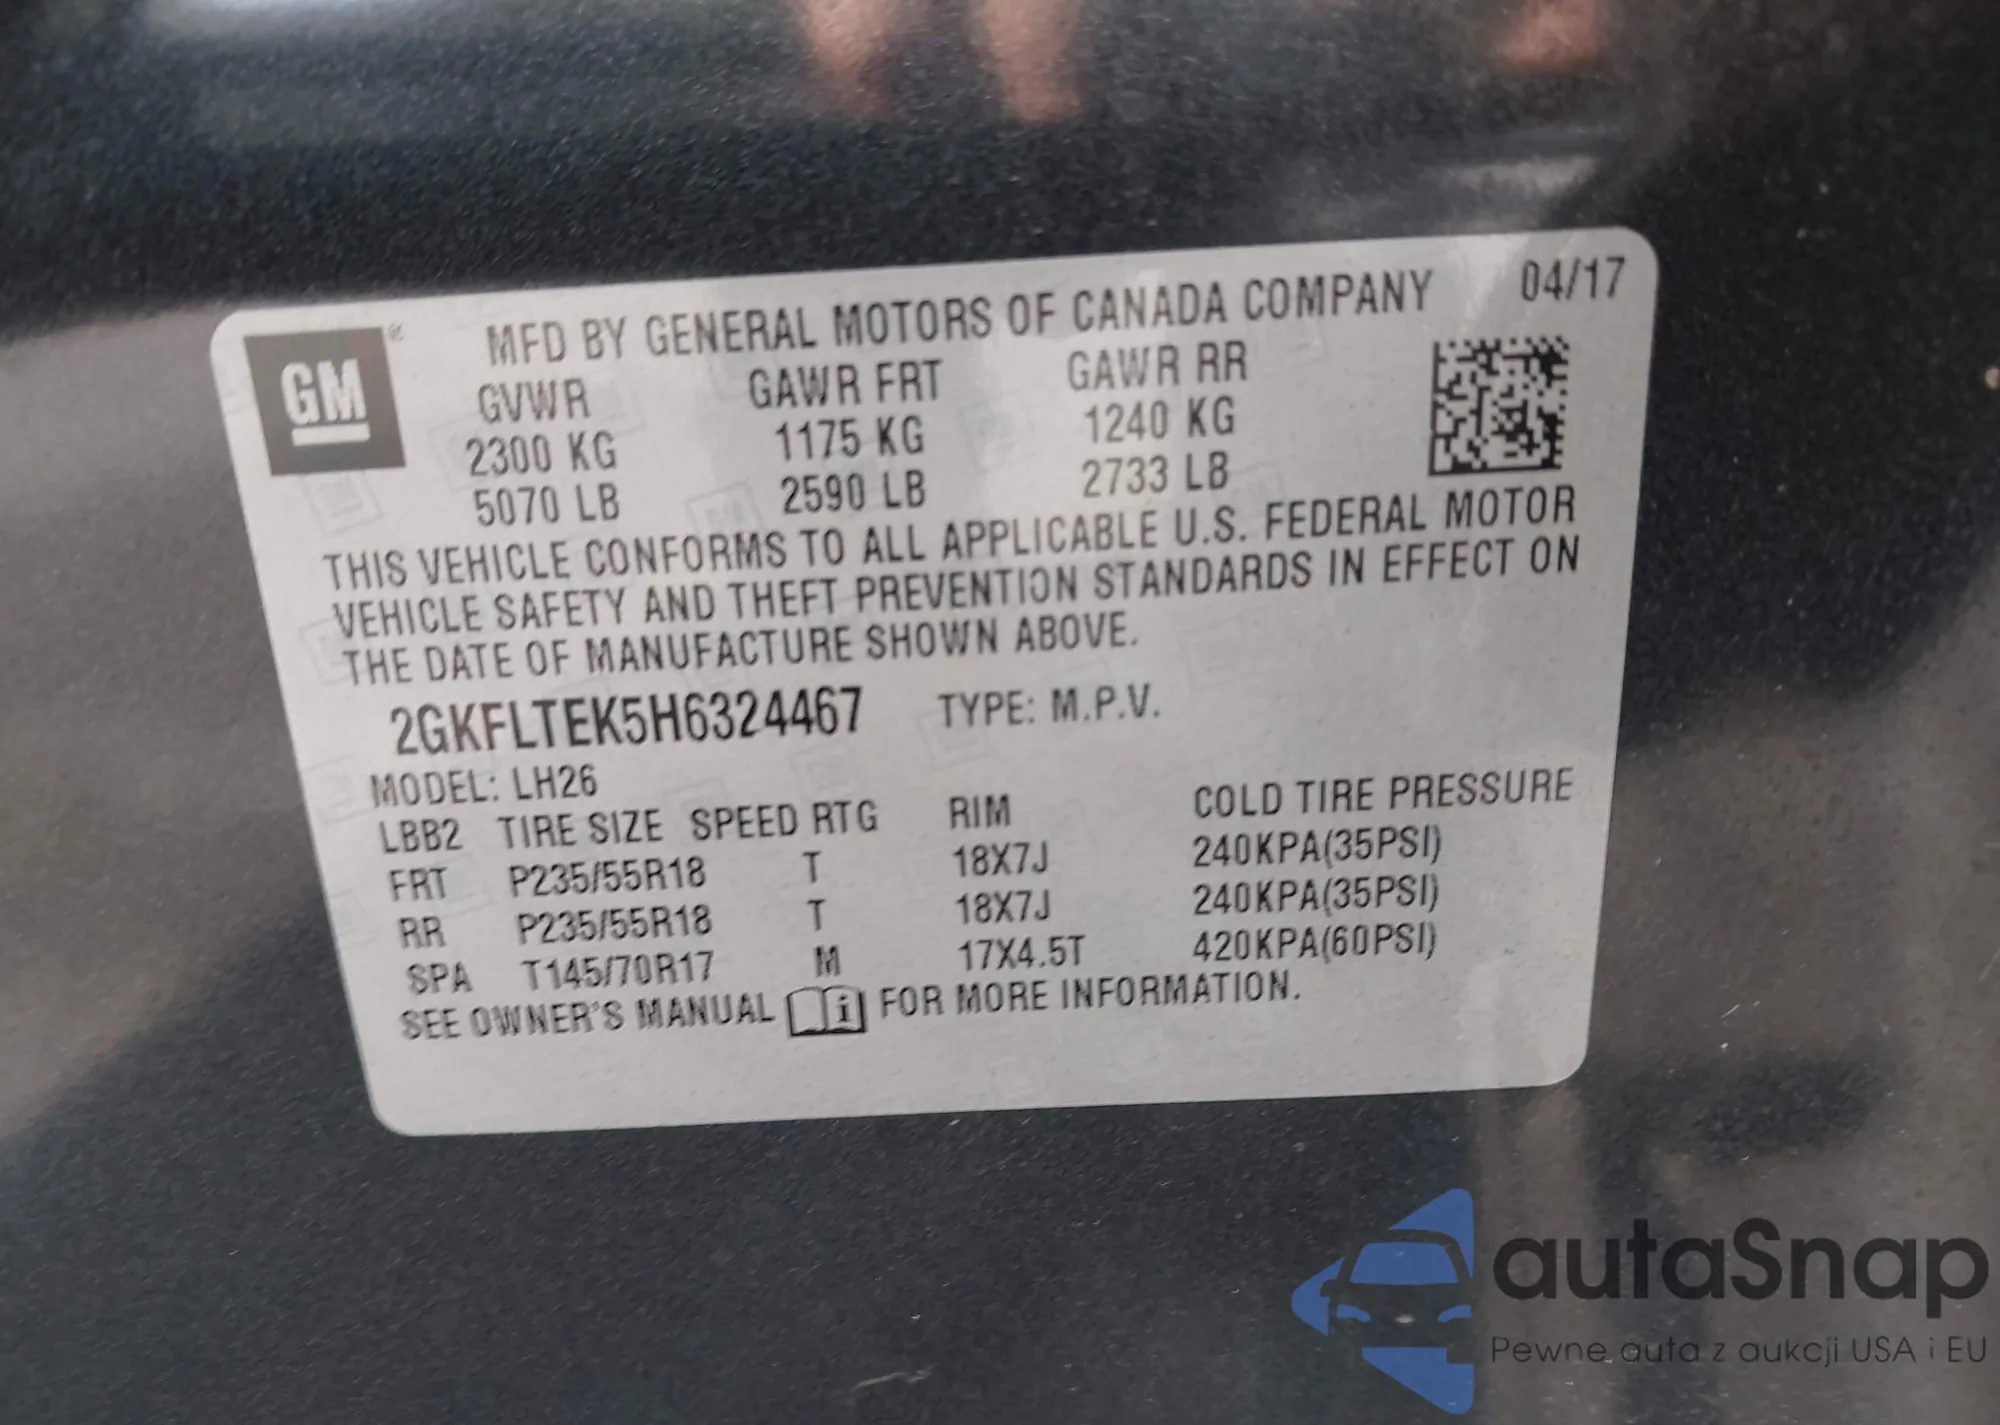 MFD BY GENERAL MOTORS OF CANADA COMPANY 04/17
GM ®
GVWR GAWR FRT GAWR RR
2300 KG 1175 KG 1240 KG
5070 LB 2590 LB 2733 LB
THIS VEHICLE CONFORMS TO ALL APPLICABLE U.S. FEDERAL MOTOR
VEHICLE SAFETY AND THEFT PREVENTION STANDARDS IN EFFECT ON
THE DATE OF MANUFACTURE SHOWN ABOVE.
2GKFLTEK5H6324467 TYPE: M.P.V.
MODEL: LH26
LBB2 TIRE SIZE SPEED RTG RIM COLD TIRE PRESSURE
FRT P235/55R18 T 18X7J 240KPA(35PSI)
RR P235/55R18 T 18X7J 240KPA(35PSI)
SPA T145/70R17 M 17X4.5T 420KPA(60PSI)
SEE OWNER'S MANUAL i FOR MORE INFORMATION.
autaSnap
Pewne auta z aukcji USA i EU